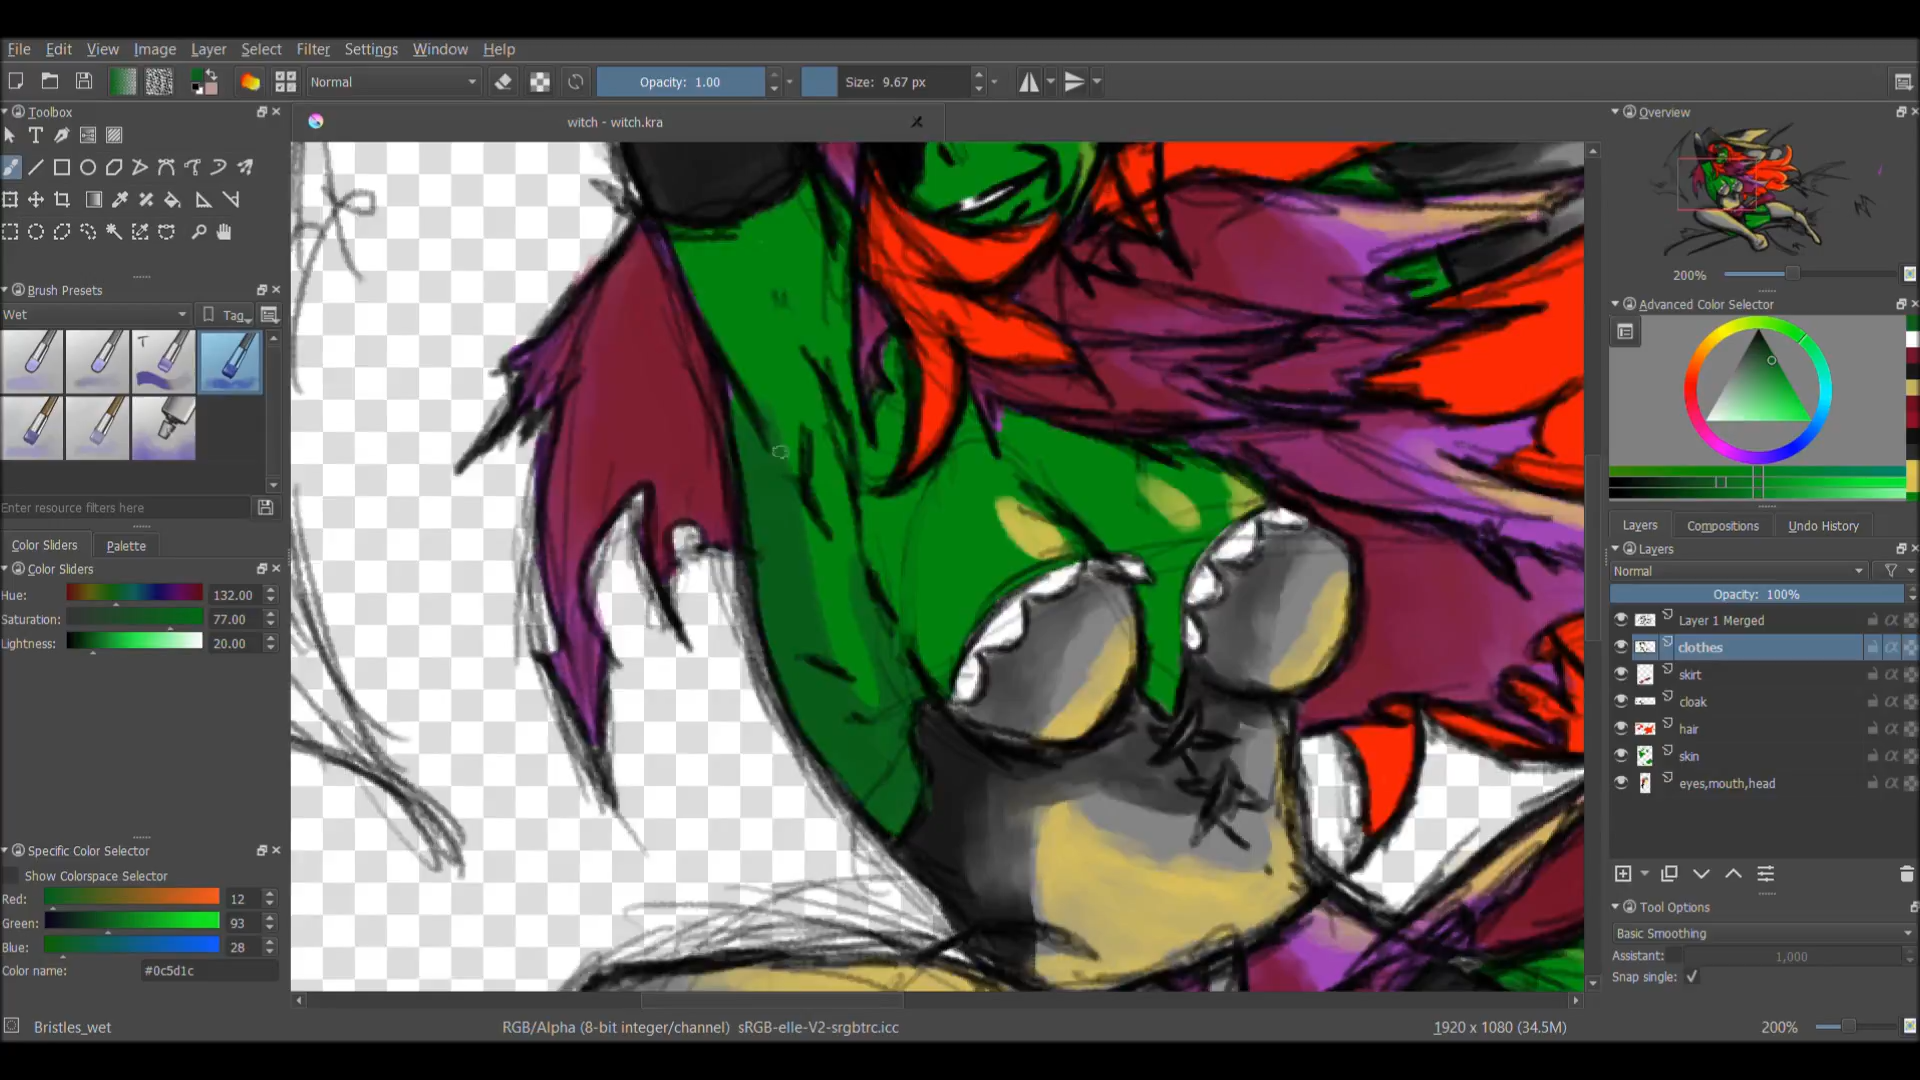 File Edit View Image Layer Select Filter Settings Window Help
Normal Opacity: 1.00 Size: 9.67 px
Toolbox
witch - witch.kra
Overview
T
200%
Brush Presets
Advanced Color Selector
Wet Tag
T
Enter resource filters here
Layers Compositions Undo History
Color Sliders Palette
Layers
Color Sliders
Normal
Hue: 132.00
Opacity: 100%
Saturation: 77.00
Layer 1 Merged
Lightness: 20.00
clothes
skirt
cloak
hair
skin
eyes,mouth,head
Specific Color Selector
Show Colorspace Selector
Red: 12
Tool Options
Green: 93
Basic Smoothing
Blue: 28
Assistant: 1,000
Color name: #0c5d1c
Snap single:
Bristles_wet RGB/Alpha (8-bit integer/channel) sRGB-elle-V2-srgbtrc.icc 1920 x 1080 (34.5M) 200%